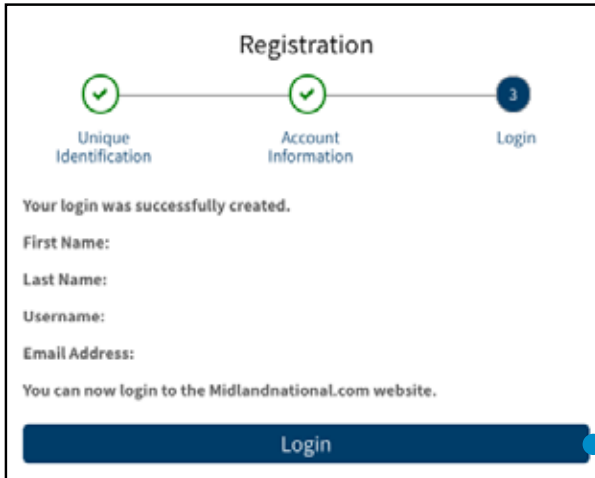 Registration
3
Unique
Identification
Account
Information
Login
Your login was successfully created.
First Name:
Last Name:
Username:
Email Address:
You can now login to the Midlandnational.com website.
Login